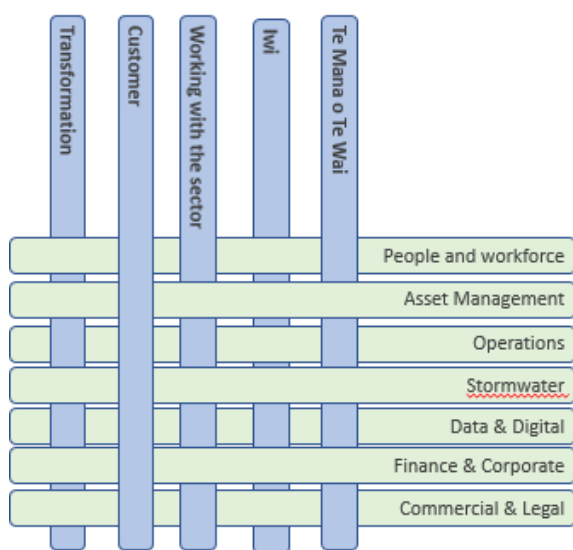 Transformation
Customer
Working with the sector
Iwi
Te Mana o Te Wai
People and workforce
Asset Management
Operations
Stormwater
Data & Digital
Finance & Corporate
Commercial & Legal